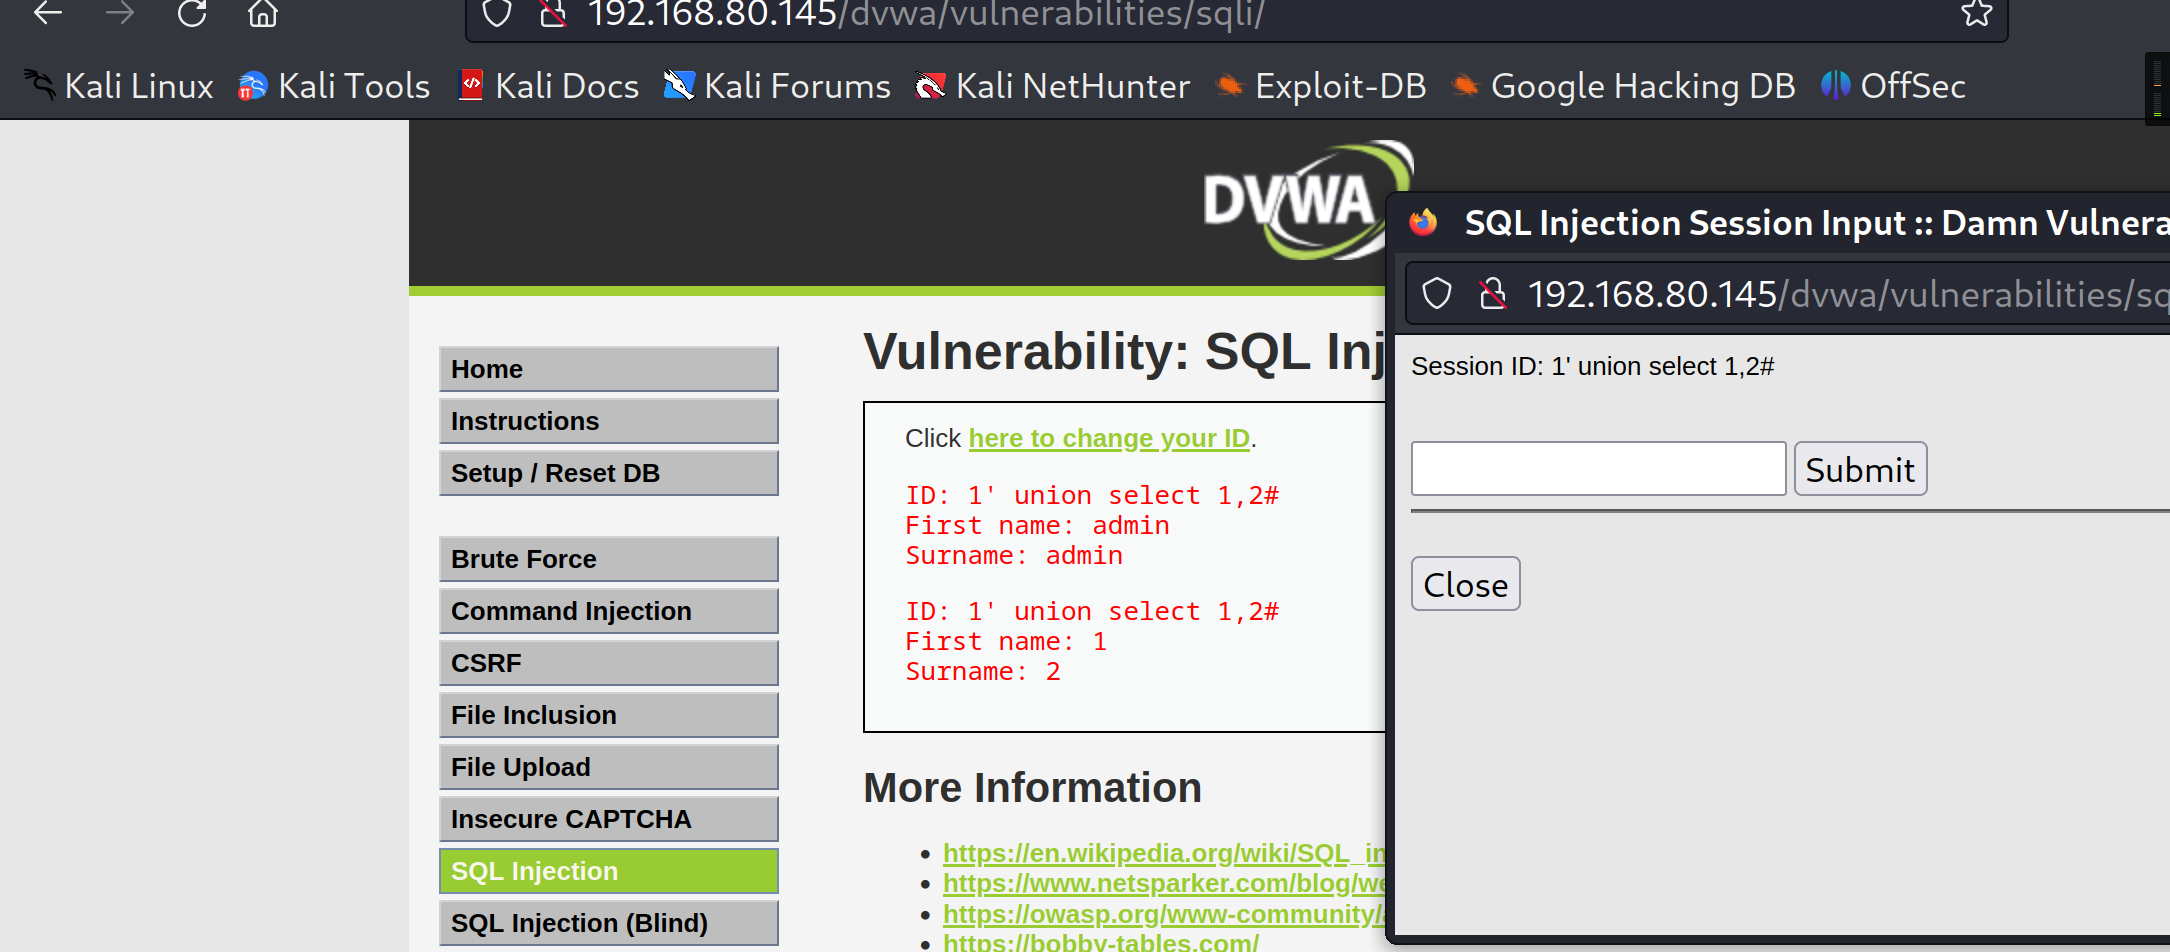 192.168.80.145/dvwa/vulnerabilities/sqli/
Kali Linux
Kali Tools
Kali Docs
Kali Forums
Kali NetHunter
Exploit-DB
Google Hacking DB
OffSec
DVWA
Home
Instructions
Setup / Reset DB
Brute Force
Command Injection
CSRF
File Inclusion
File Upload
Insecure CAPTCHA
SQL Injection
SQL Injection (Blind)
Vulnerability: SQL Inj
Click here to change your ID.
ID: 1' union select 1,2#
First name: admin
Surname: admin
ID: 1' union select 1,2#
First name: 1
Surname: 2
More Information
https://en.wikipedia.org/wiki/SQL_in
https://www.netsparker.com/blog/we
https://owasp.org/www-community/
https://bobby-tables.com/
SQL Injection Session Input :: Damn Vulnera
192.168.80.145/dvwa/vulnerabilities/sq
Session ID: 1' union select 1,2#
Submit
Close